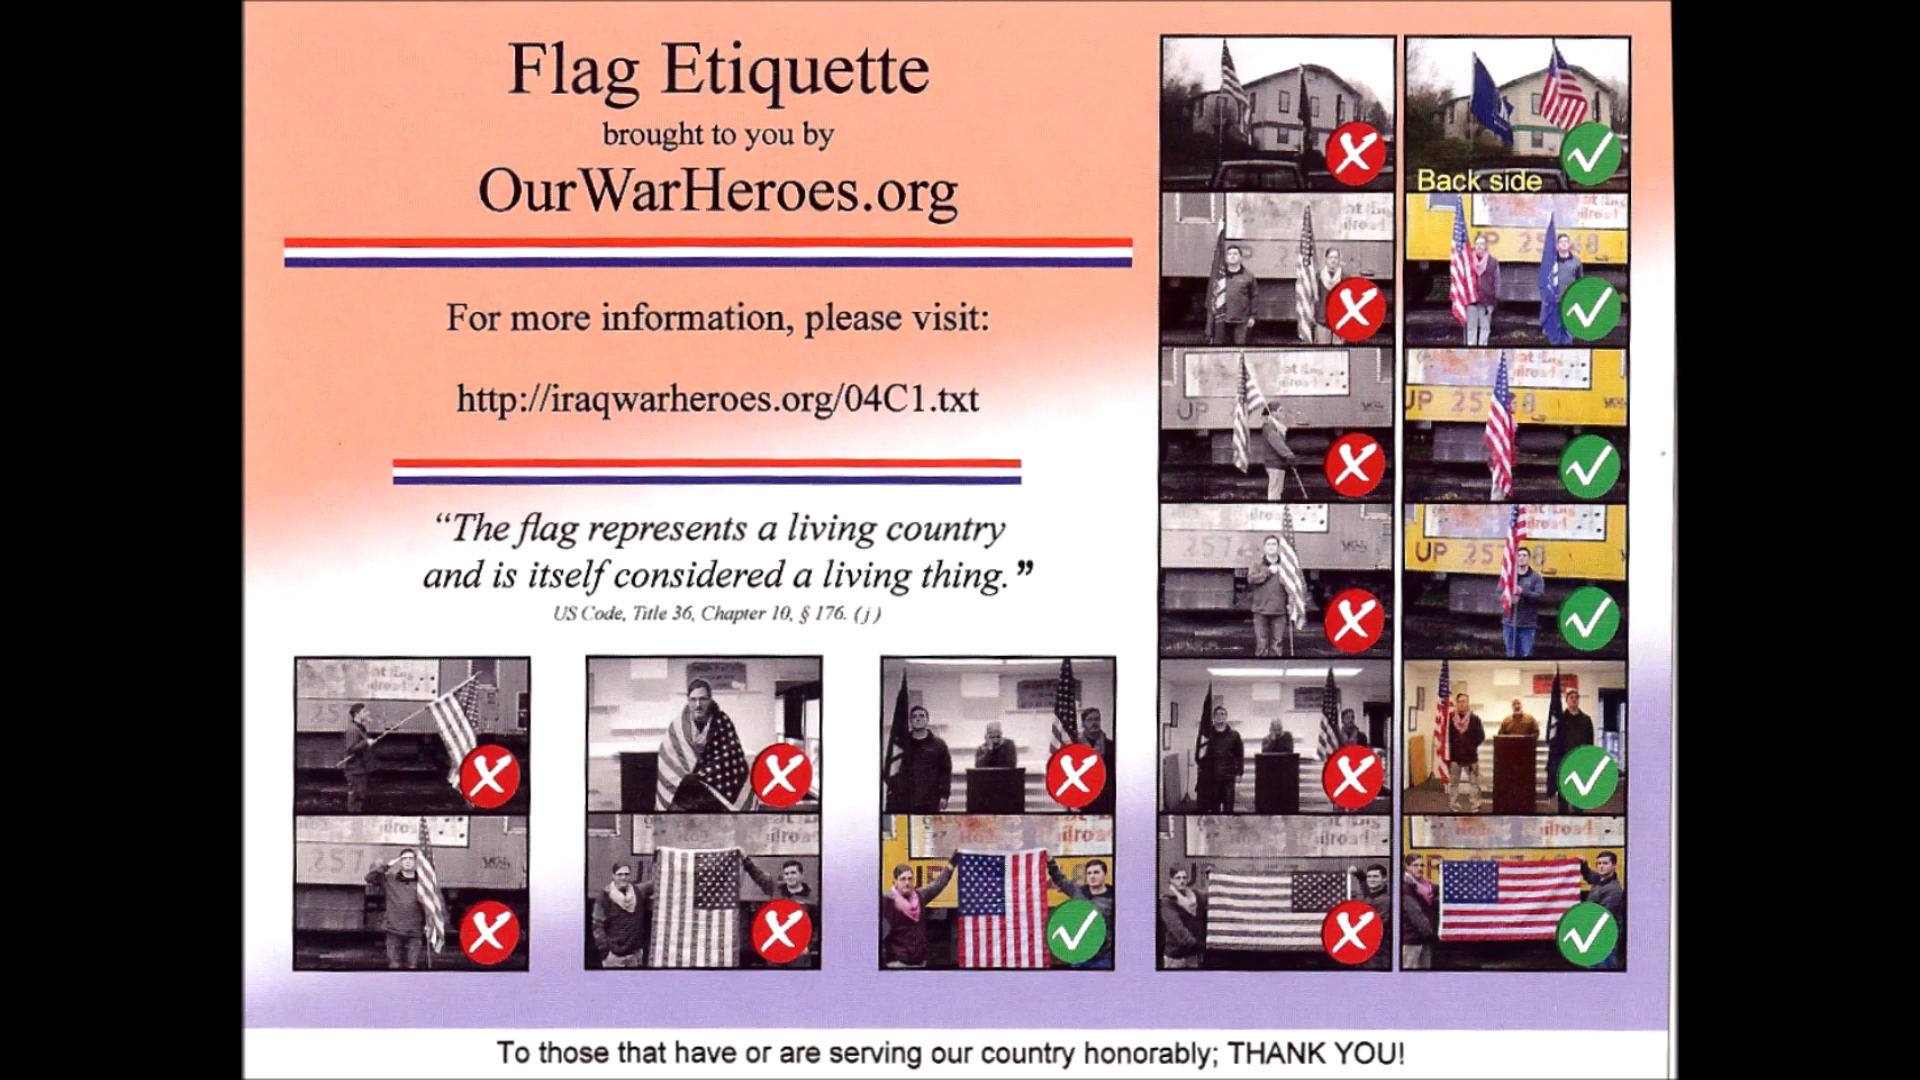 Flag Etiquette
brought to you by
OurWarHeroes.org
For more information, please visit:
http://iraqwarheroes.org/04C1.txt
“The flag represents a living country
and is itself considered a living thing.”
US Code, Title 36, Chapter 10, § 176. (j)
Back side
UP 25
To those that have or are serving our country honorably; THANK YOU!